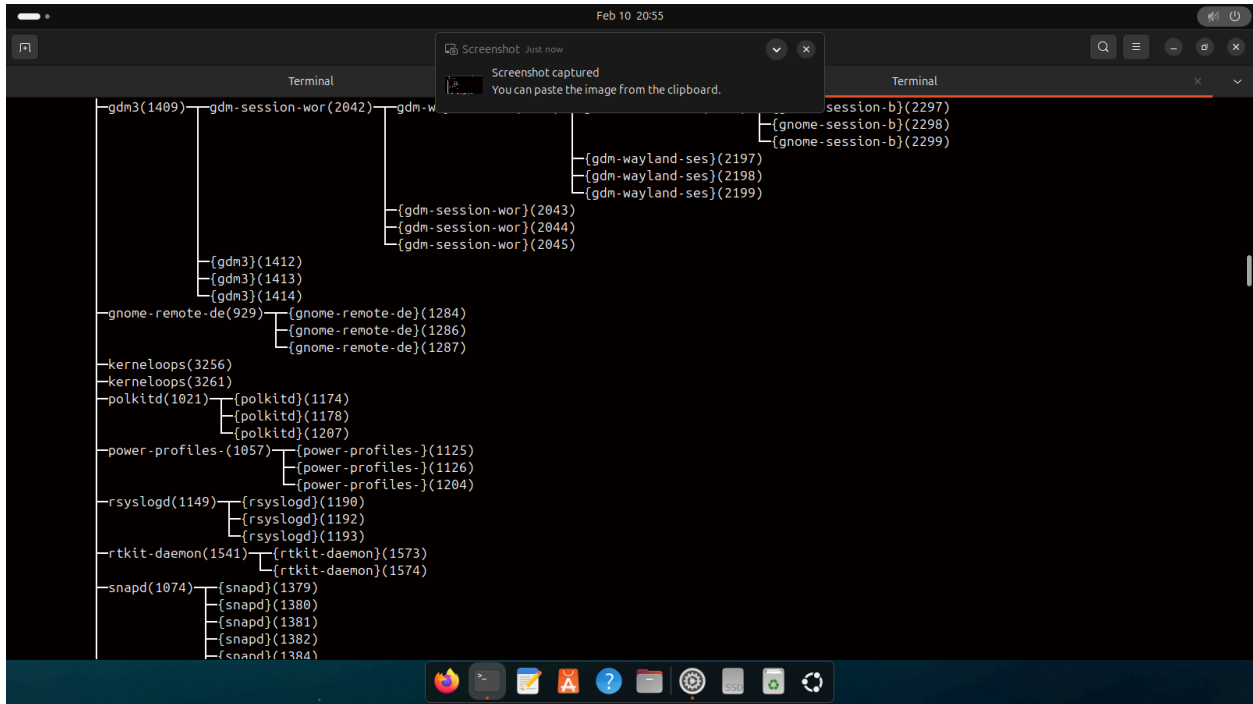 Feb 10 20:55
Screenshot Just now
Screenshot captured
You can paste the image from the clipboard.
Terminal
Terminal
├─gdm3(1409)─┬─gdm-session-wor(2042)─┬─gdm-w
session-b}(2297)
├─{gnome-session-b}(2298)
└─{gnome-session-b}(2299)
├─{gdm-wayland-ses}(2197)
├─{gdm-wayland-ses}(2198)
└─{gdm-wayland-ses}(2199)
├─{gdm-session-wor}(2043)
├─{gdm-session-wor}(2044)
└─{gdm-session-wor}(2045)
├─{gdm3}(1412)
├─{gdm3}(1413)
└─{gdm3}(1414)
├─gnome-remote-de(929)─┬─{gnome-remote-de}(1284)
├─{gnome-remote-de}(1286)
└─{gnome-remote-de}(1287)
├─kerneloops(3256)
├─kerneloops(3261)
├─polkitd(1021)─┬─{polkitd}(1174)
├─{polkitd}(1178)
└─{polkitd}(1207)
├─power-profiles-(1057)─┬─{power-profiles-}(1125)
├─{power-profiles-}(1126)
└─{power-profiles-}(1204)
├─rsyslogd(1149)─┬─{rsyslogd}(1190)
├─{rsyslogd}(1192)
└─{rsyslogd}(1193)
├─rtkit-daemon(1541)─┬─{rtkit-daemon}(1573)
└─{rtkit-daemon}(1574)
├─snapd(1074)─┬─{snapd}(1379)
├─{snapd}(1380)
├─{snapd}(1381)
├─{snapd}(1382)
├─{snapd}(1384)
SSD